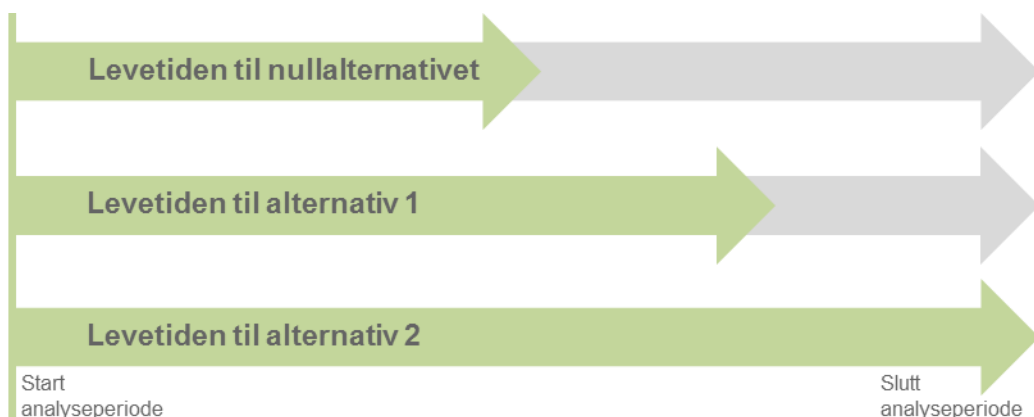 Levetiden til nullalternativet
Levetiden til alternativ 1
Levetiden til alternativ 2
Start
analyseperiode
Slutt
analyseperiode